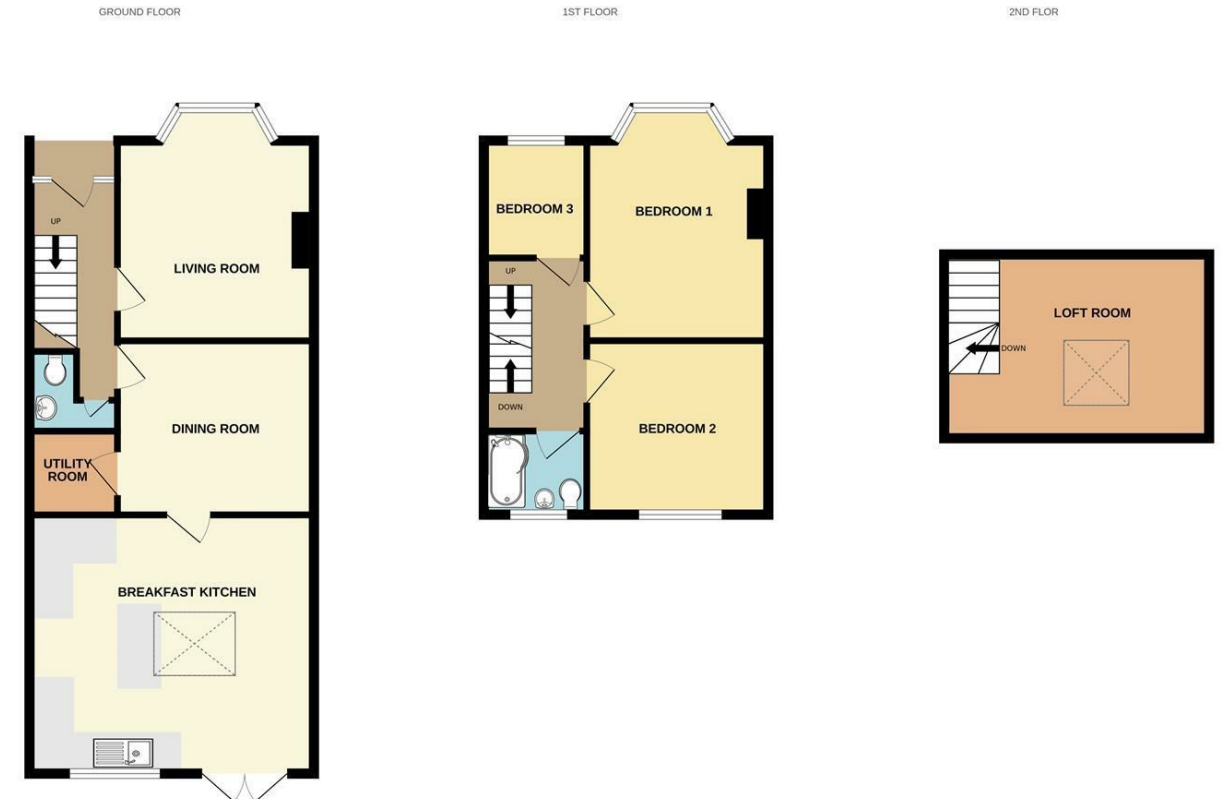 GROUND FLOOR
1ST FLOOR
2ND FLOR
UP
LIVING ROOM
DINING ROOM
UTILITY
ROOM
BREAKFAST KITCHEN
BEDROOM 3
BEDROOM 1
UP
DOWN
BEDROOM 2
LOFT ROOM
DOWN